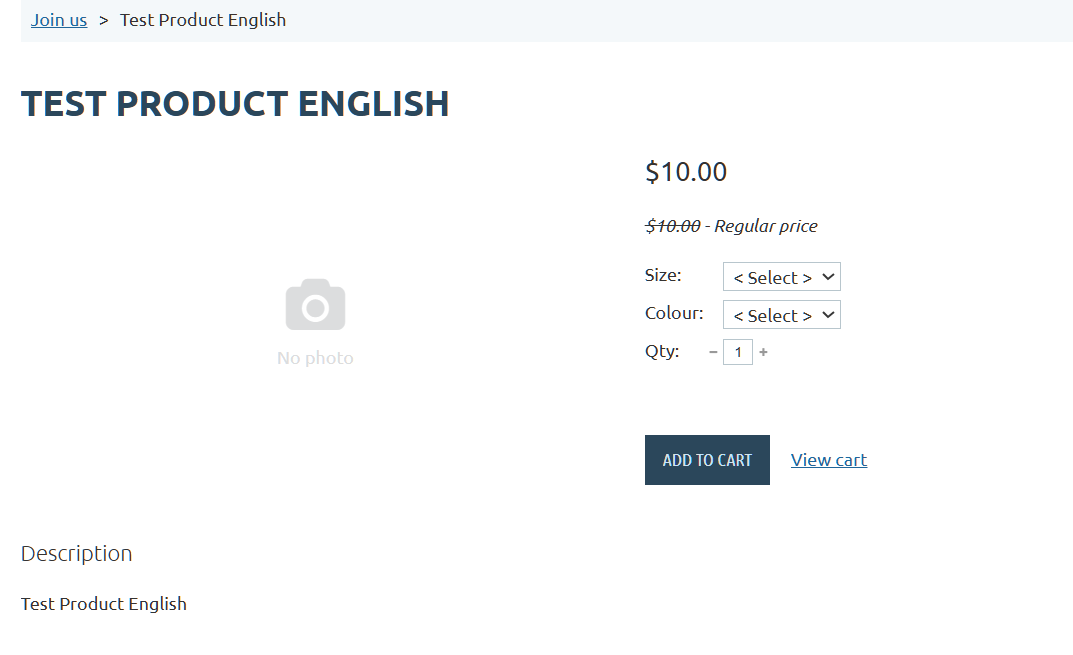 Join us > Test Product English
TEST PRODUCT ENGLISH
No photo
$10.00
$10.00 - Regular price
Size: < Select >
Colour: < Select >
Qty: − 1 +
ADD TO CART View cart
Description
Test Product English